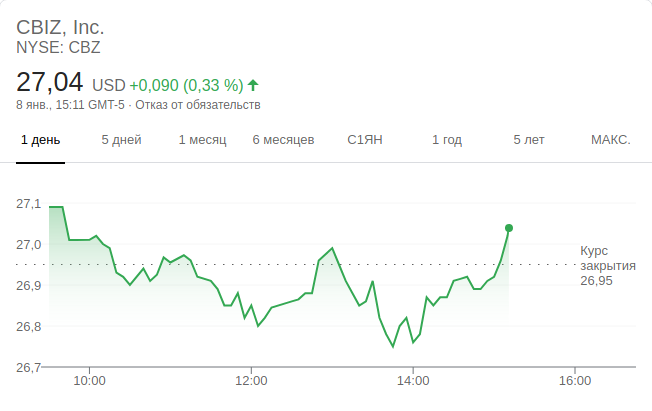 CBIZ, Inc.
NYSE: CBZ
27,04 USD +0,090 (0,33 %)
8 янв., 15:11 GMT-5 · Отказ от обязательств
1 день 5 дней 1 месяц 6 месяцев С1ЯН 1 год 5 лет МАКС.
27,1
27,0
26,9
26,8
26,7
Курс
закрытия
26,95
10:00 12:00 14:00 16:00